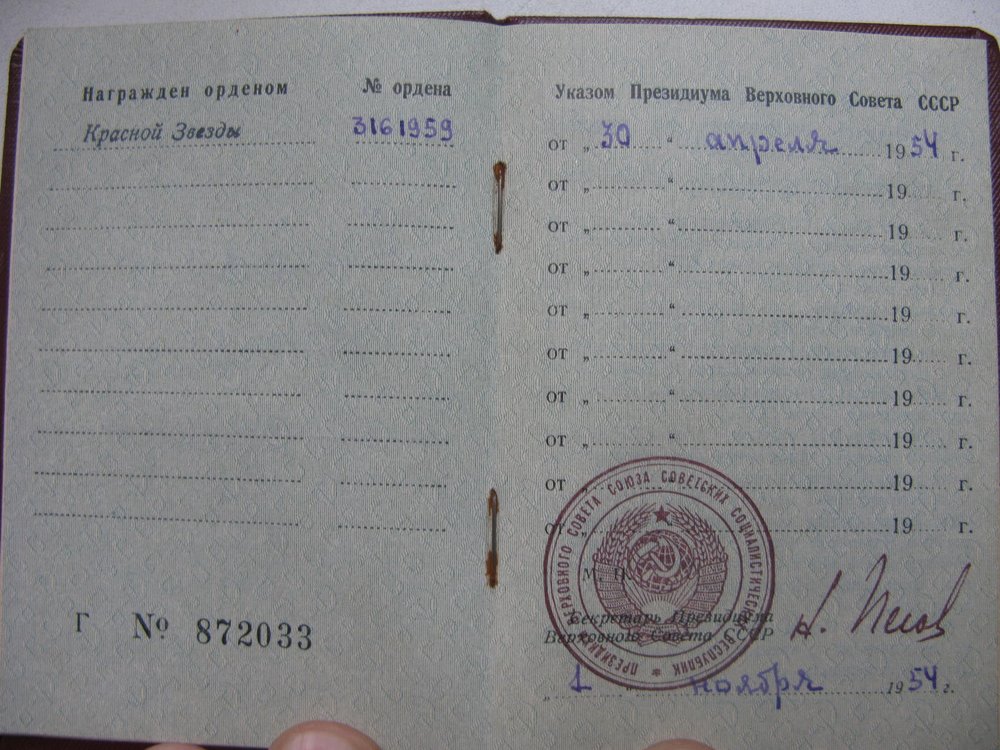 Награжден орденом № ордена
Красной Звезды 3161959
Г № 872033
Указом Президиума Верховного Совета СССР
от „ 30 “ апреля 1954 г.
от „ “ 19 г.
от „ “ 19 г.
от „ “ 19 г.
от „ “ 19 г.
от „ “ 19 г.
от „ “ 19 г.
от „ “ 19 г.
от 19 г.
от 19 г.
ПРЕЗИДИУМ ВЕРХОВНОГО СОВЕТА СОЮЗА СОВЕТСКИХ СОЦИАЛИСТИЧЕСКИХ РЕСПУБЛИК
М. П.
Секретарь Президиума
Верховного Совета СССР
„ 1 “ ноября 1954 г.